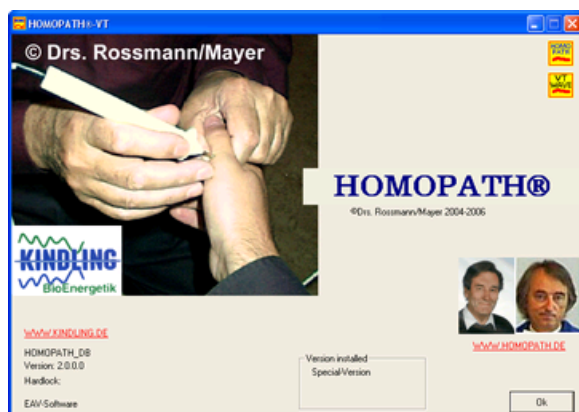 HOMOPATH®-VT
© Drs. Rossmann/Mayer
HOMO
PATH
VT
WAVE
HOMOPATH®
©Drs. Rossmann/Mayer 2004-2006
KINDLING
BioEnergetik
WWW.KINDLING.DE
WWW.HOMOPATH.DE
HOMOPATH_DB
Version: 2.0.0.0
Hardlock:
Version installed
Special-Version
EAV-Software
Ok